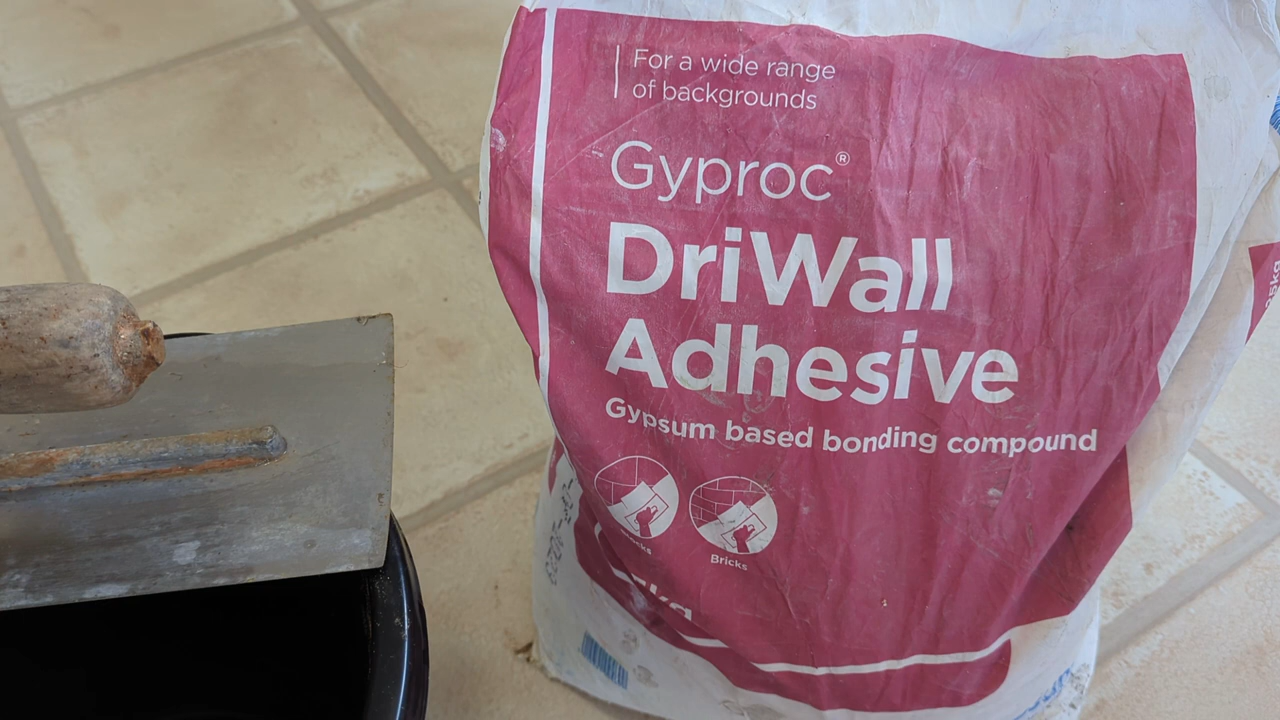 For a wide range
of backgrounds
Gyproc®
DriWall
Adhesive
Gypsum based bonding compound
Bricks